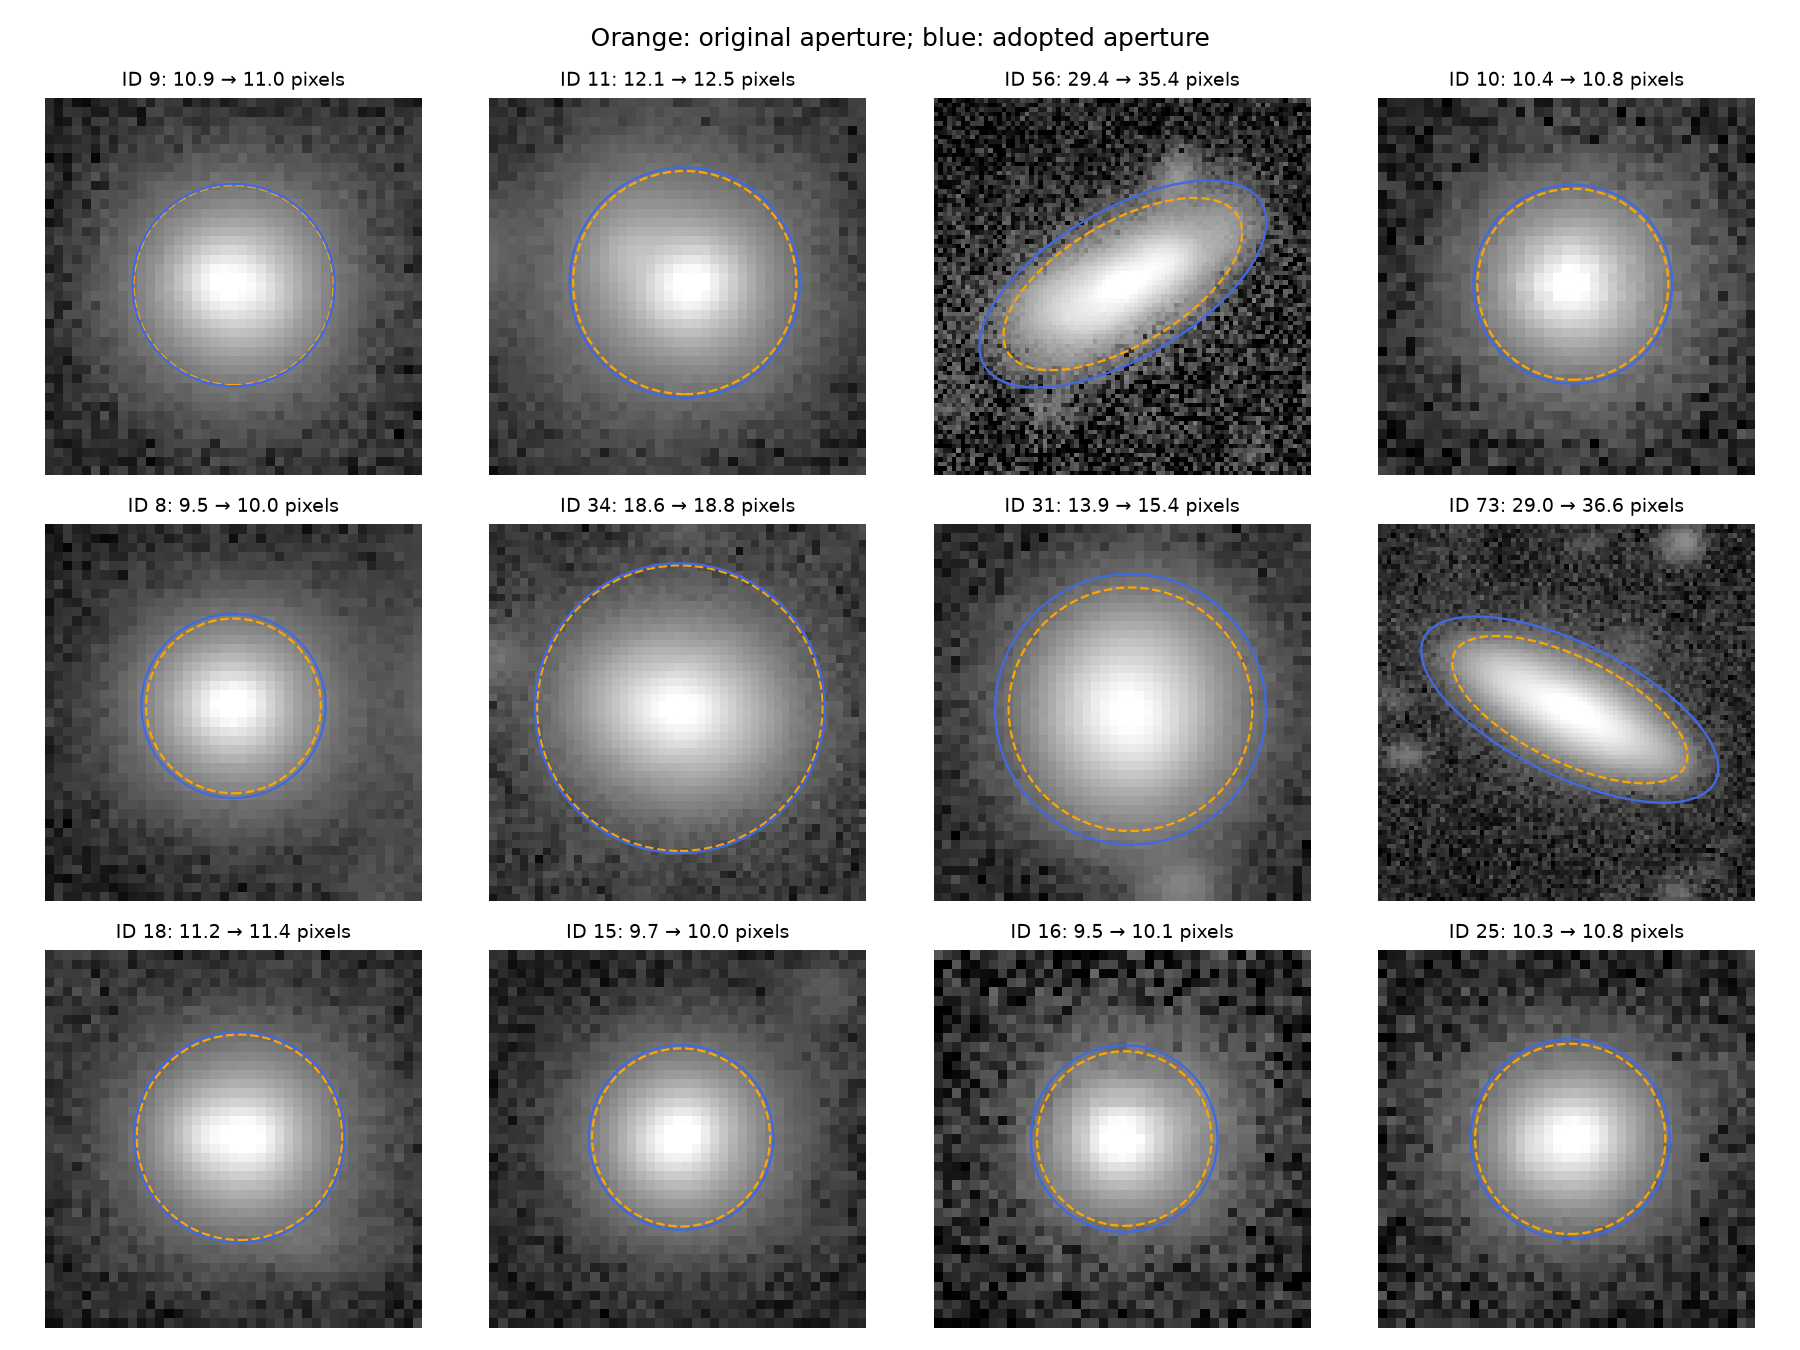 Orange: original aperture; blue: adopted aperture
ID 9: 10.9 → 11.0 pixels
ID 11: 12.1 → 12.5 pixels
ID 56: 29.4 → 35.4 pixels
ID 10: 10.4 → 10.8 pixels
ID 8: 9.5 → 10.0 pixels
ID 34: 18.6 → 18.8 pixels
ID 31: 13.9 → 15.4 pixels
ID 73: 29.0 → 36.6 pixels
ID 18: 11.2 → 11.4 pixels
ID 15: 9.7 → 10.0 pixels
ID 16: 9.5 → 10.1 pixels
ID 25: 10.3 → 10.8 pixels